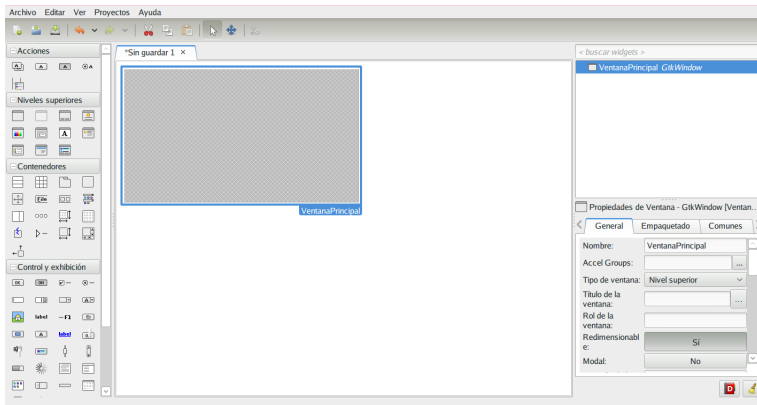 Archivo Editar Ver Proyectos Ayuda
Acciones
Niveles superiores
Contenedores
Control y exhibición
label
label
*Sin guardar 1 ×
VentanaPrincipal
< buscar widgets >
VentanaPrincipal GtkWindow
Propiedades de Ventana - GtkWindow [Ventan...
General Empaquetado Comunes
Nombre: VentanaPrincipal
Accel Groups: ...
Tipo de ventana: Nivel superior
Título de la
ventana: ...
Rol de la
ventana:
Redimensionabl
e: Sí
Modal: No